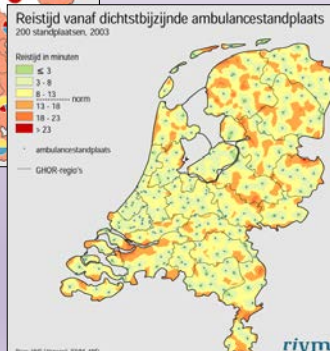 Reistijd vanaf dichtstbijzijnde ambulancestandplaats
200 standplaatsen, 2003
Reistijd in minuten
≤ 3
3 - 8
8 - 13
norm
13 - 18
18 - 23
> 23
ambulancestandplaats
GHOR-regio's
rivm